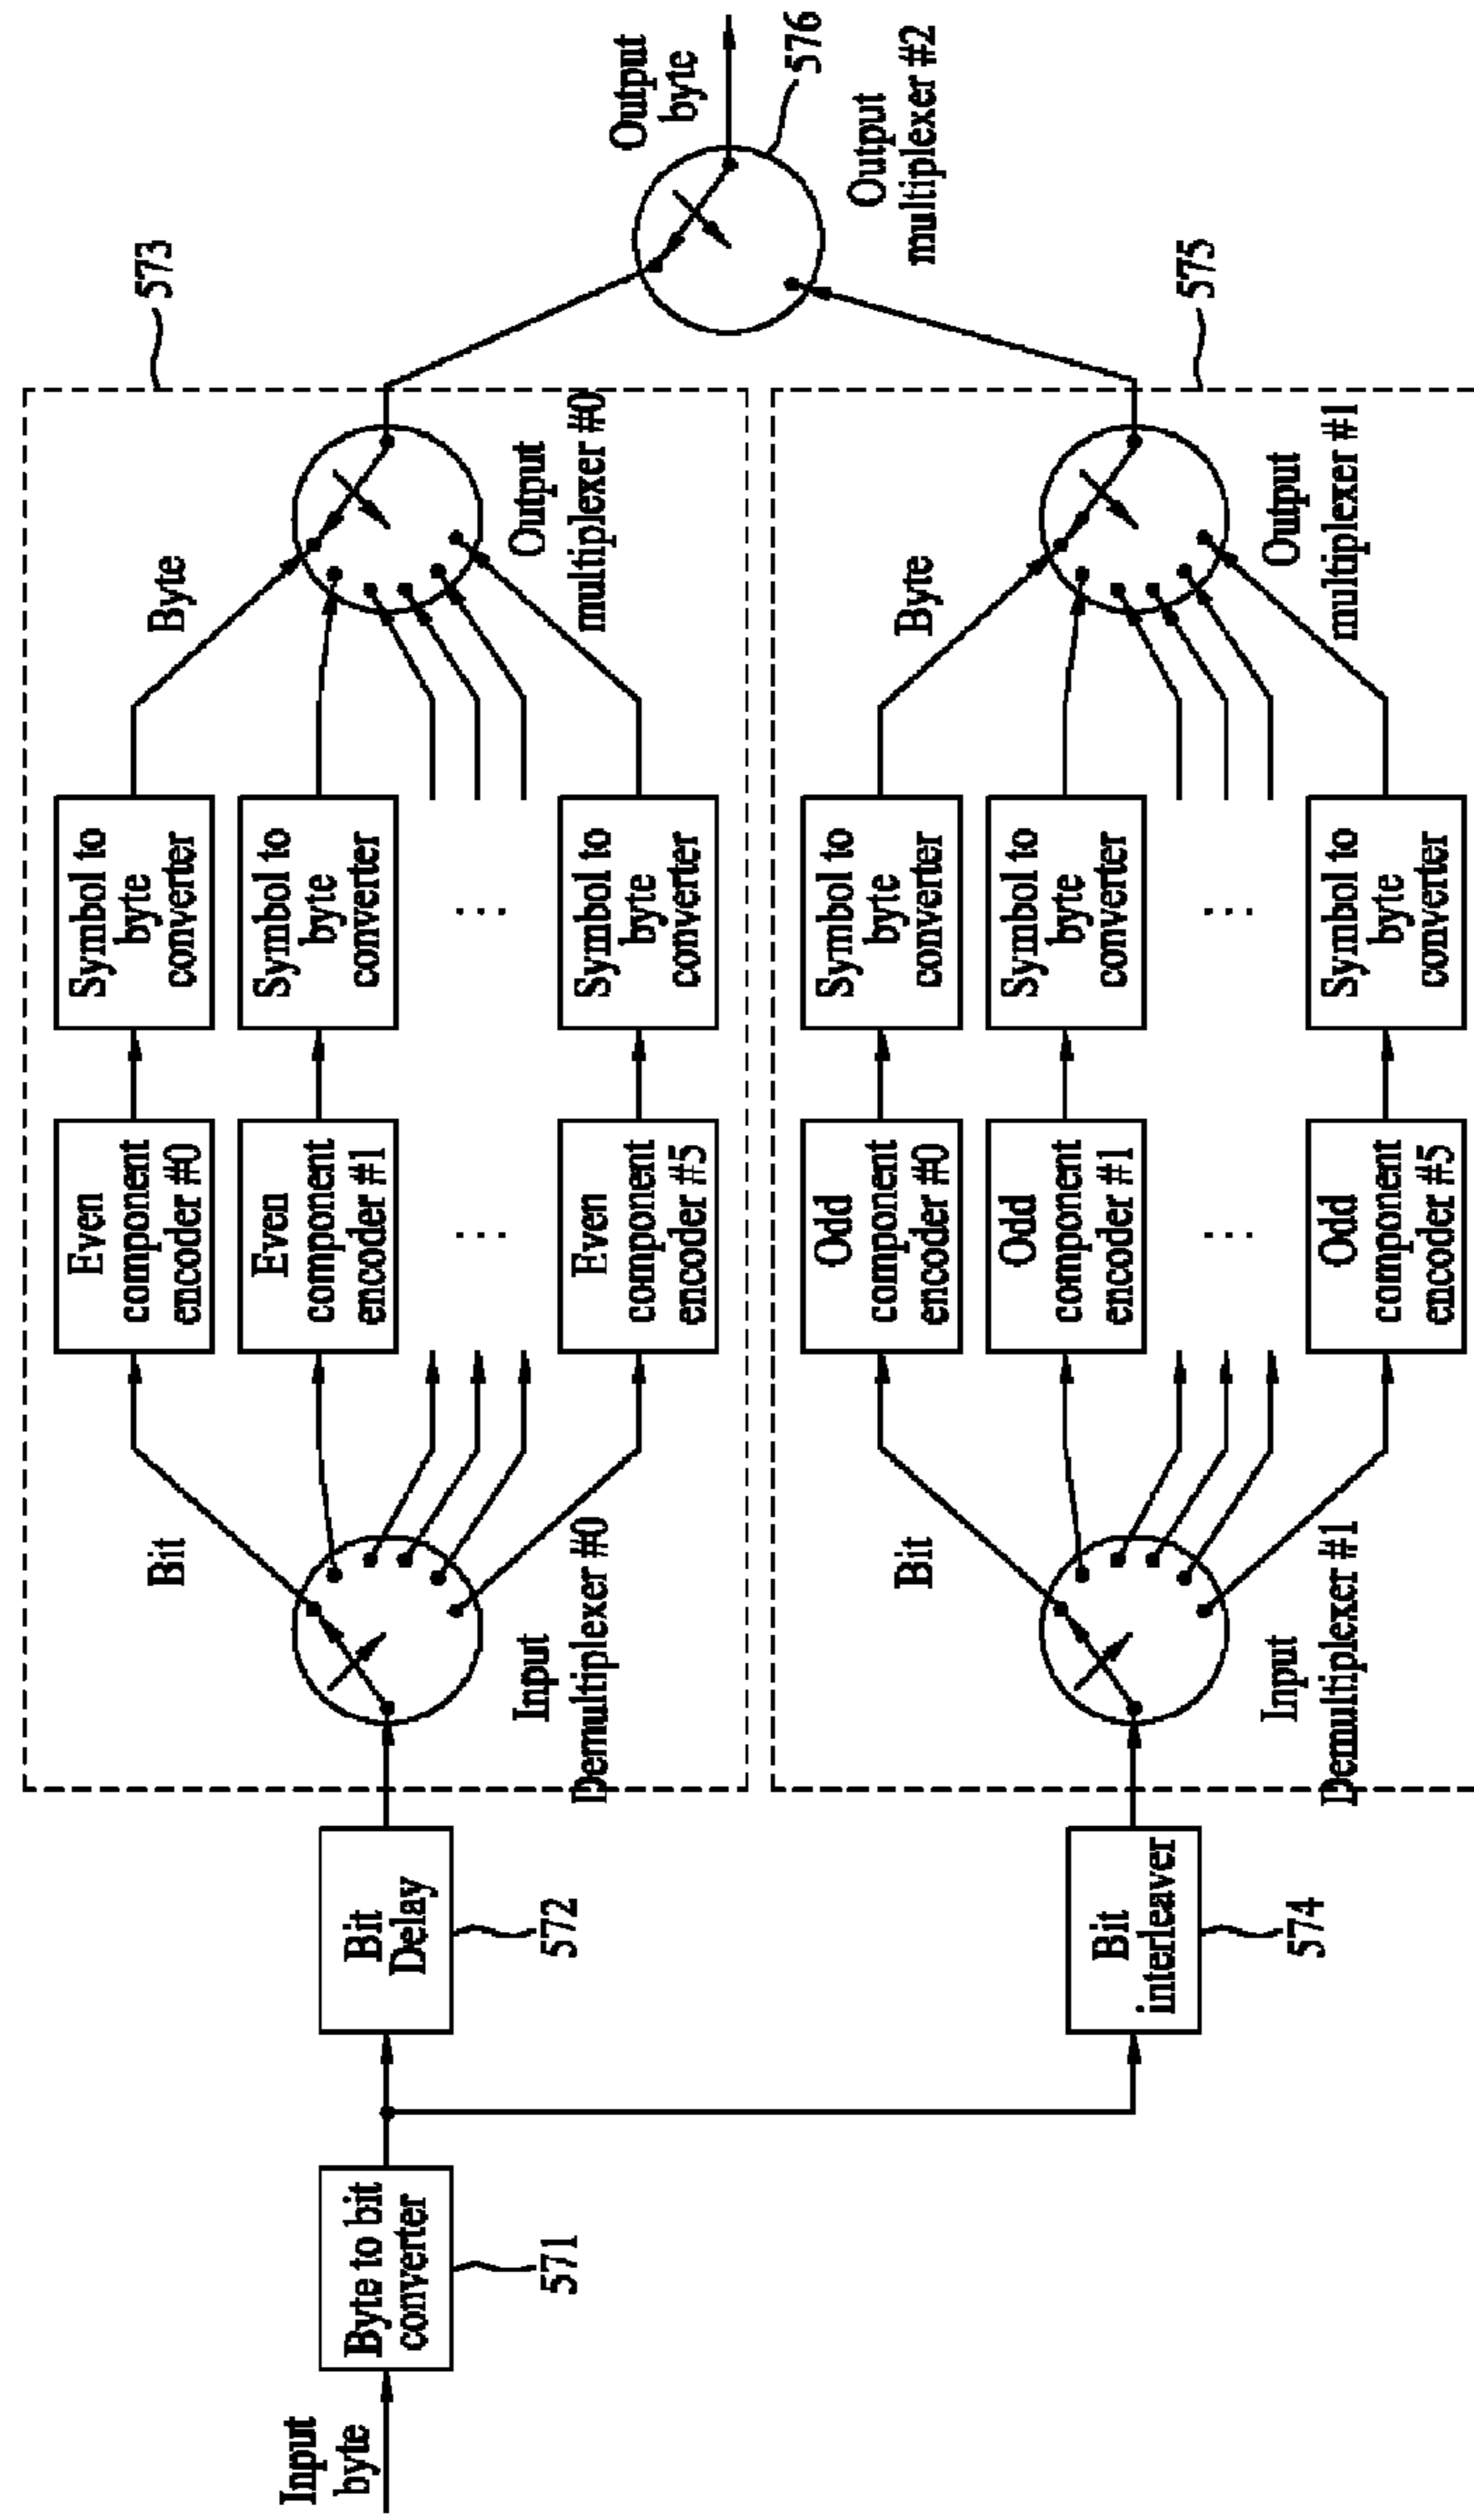 Input
byte
Byte to bit
converter
571
Bit
Delay
572
Bit
interleaver
574
573
Input
Demultiplexer #0
Bit
Even
component
encoder #0
Symbol to
byte
converter
Even
component
encoder #1
Symbol to
byte
converter
...
...
Even
component
encoder #5
Symbol to
byte
converter
Byte
Output
multiplexer #0
575
Input
Demultiplexer #1
Bit
Odd
component
encoder #0
Symbol to
byte
converter
Odd
component
encoder #1
Symbol to
byte
converter
...
...
Odd
component
encoder #5
Symbol to
byte
converter
Byte
Output
multiplexer #1
Output
byte
576
Output
multiplexer #2